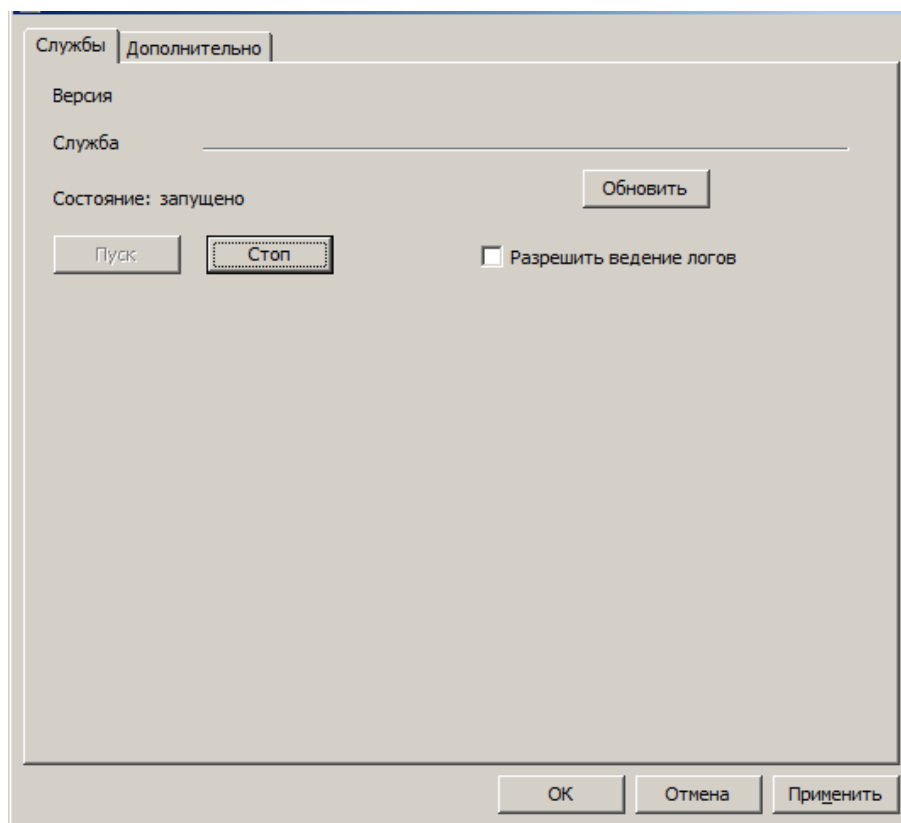 Службы Дополнительно
Версия
Служба
Обновить
Состояние: запущено
Пуск Стоп Разрешить ведение логов
ОК Отмена Применить